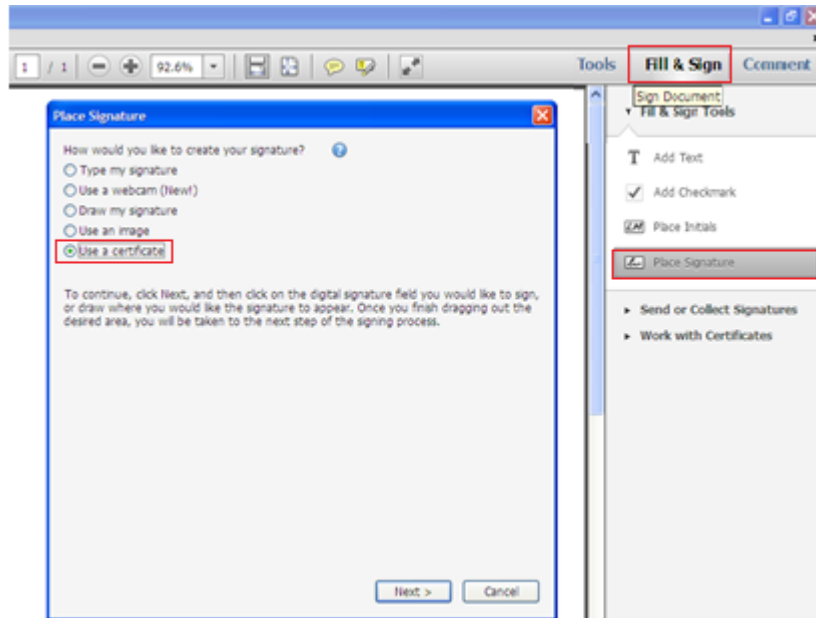 1 / 1 92.6% Tools Fill & Sign Comment
Sign Document
Fill & Sign Tools
T Add Text
Add Checkmark
Place Initials
Place Signature
Send or Collect Signatures
Work with Certificates
Place Signature
How would you like to create your signature?
Type my signature
Use a webcam (New!)
Draw my signature
Use an image
Use a certificate
To continue, click Next, and then click on the digital signature field you would like to sign,
or draw where you would like the signature to appear. Once you finish dragging out the
desired area, you will be taken to the next step of the signing process.
Next > Cancel